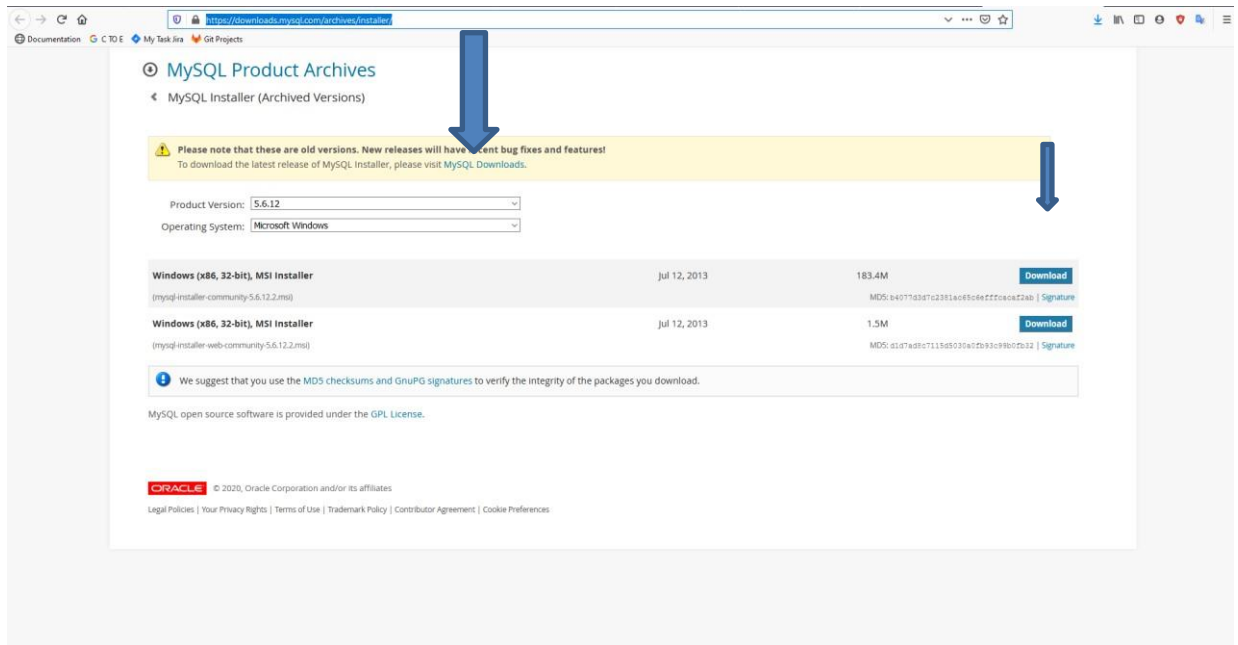 https://downloads.mysql.com/archives/installer/
Documentation C TO E My Task Jira Git Projects
MySQL Product Archives
MySQL Installer (Archived Versions)
Please note that these are old versions. New releases will have recent bug fixes and features!
To download the latest release of MySQL Installer, please visit MySQL Downloads.
Product Version: 5.6.12
Operating System: Microsoft Windows
Windows (x86, 32-bit), MSI Installer Jul 12, 2013 183.4M Download
(mysql-installer-community-5.6.12.2.msi) MD5: | Signature
Windows (x86, 32-bit), MSI Installer Jul 12, 2013 1.5M Download
(mysql-installer-web-community-5.6.12.2.msi) MD5: | Signature
We suggest that you use the MD5 checksums and GnuPG signatures to verify the integrity of the packages you download.
MySQL open source software is provided under the GPL License.
ORACLE © 2020, Oracle Corporation and/or its affiliates
Legal Policies | Your Privacy Rights | Terms of Use | Trademark Policy | Contributor Agreement | Cookie Preferences